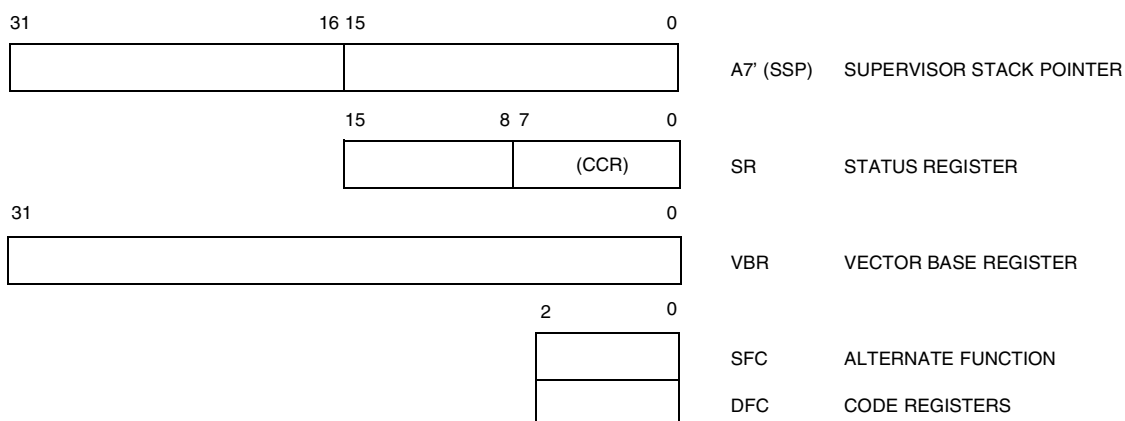 31 16 15 0
A7' (SSP) SUPERVISOR STACK POINTER
15 8 7 0
(CCR) SR STATUS REGISTER
31 0
VBR VECTOR BASE REGISTER
2 0
SFC ALTERNATE FUNCTION
DFC CODE REGISTERS